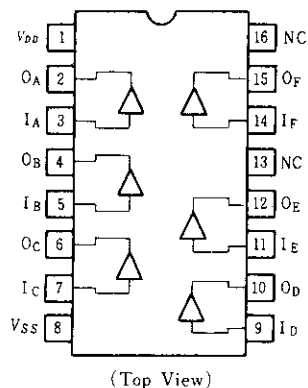 VDD 1 16 NC
OA 2 15 OF
IA 3 14 IF
OB 4 13 NC
IB 5 12 OE
OC 6 11 IE
IC 7 10 OD
VSS 8 9 ID
(Top View)